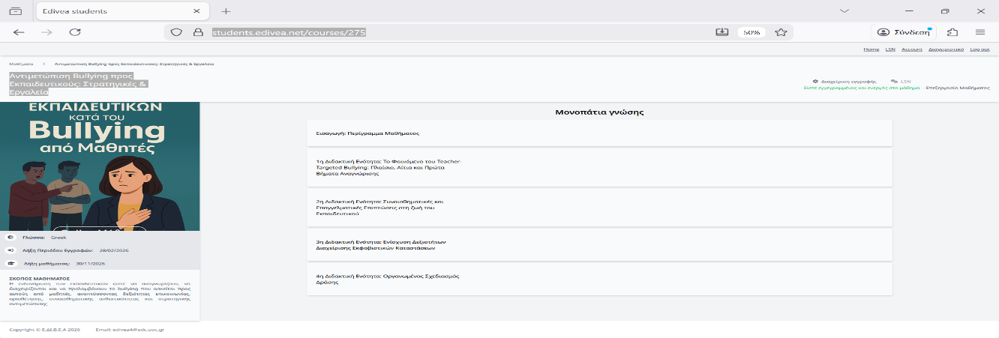 Edivea students
students.edivea.net/courses/275
50%
Σύνδεση
Home LSN Account Διαχειριστικό Log out
Μαθήματα > Αντιμετώπιση Bullying προς Εκπαιδευτικούς: Στρατηγικές & Εργαλεία
Αντιμετώπιση Bullying προς
Εκπαιδευτικούς: Στρατηγικές &
Εργαλεία
Διαχείριση εγγραφής LSN
Είστε εγγεγραμμένος και ενεργός στο μάθημα - Επεξεργασία Μαθήματος
ΕΚΠΑΙΔΕΥΤΙΚΩΝ
κατά του
Bullying
από Μαθητές
Γλώσσα: Greek
Λήξη Περιόδου Εγγραφών: 28/02/2026
Λήξη μαθήματος: 30/11/2026
ΣΚΟΠΟΣ ΜΑΘΗΜΑΤΟΣ
Η ενδυνάμωση των εκπαιδευτικών ώστε να αναγνωρίζουν, να
διαχειρίζονται και να προλαμβάνουν το bullying που ασκείται προς
αυτούς από μαθητές, αναπτύσσοντας δεξιότητες επικοινωνίας,
οριοθέτησης, συναισθηματικής ανθεκτικότητας και στρατηγικής
αντιμετώπισης.
Μονοπάτια γνώσης
Εισαγωγή: Περίγραμμα Μαθήματος
1η Διδακτική Ενότητα: Το Φαινόμενο του Teacher-
Targeted Bullying: Πλαίσιο, Αίτια και Πρώτα
Βήματα Αναγνώρισης
2η Διδακτική Ενότητα: Συναισθηματικές και
Επαγγελματικές Επιπτώσεις στη ζωή του
Εκπαιδευτικού
3η Διδακτική Ενότητα: Ενίσχυση Δεξιοτήτων
Διαχείρισης Εκφοβιστικών Καταστάσεων
4η Διδακτική Ενότητα: Οργανωμένος Σχεδιασμός
Δράσης
Copyright © Ε.ΔΙ.Β.Ε.Α 2026 Email: edivea4@edc.uoc.gr